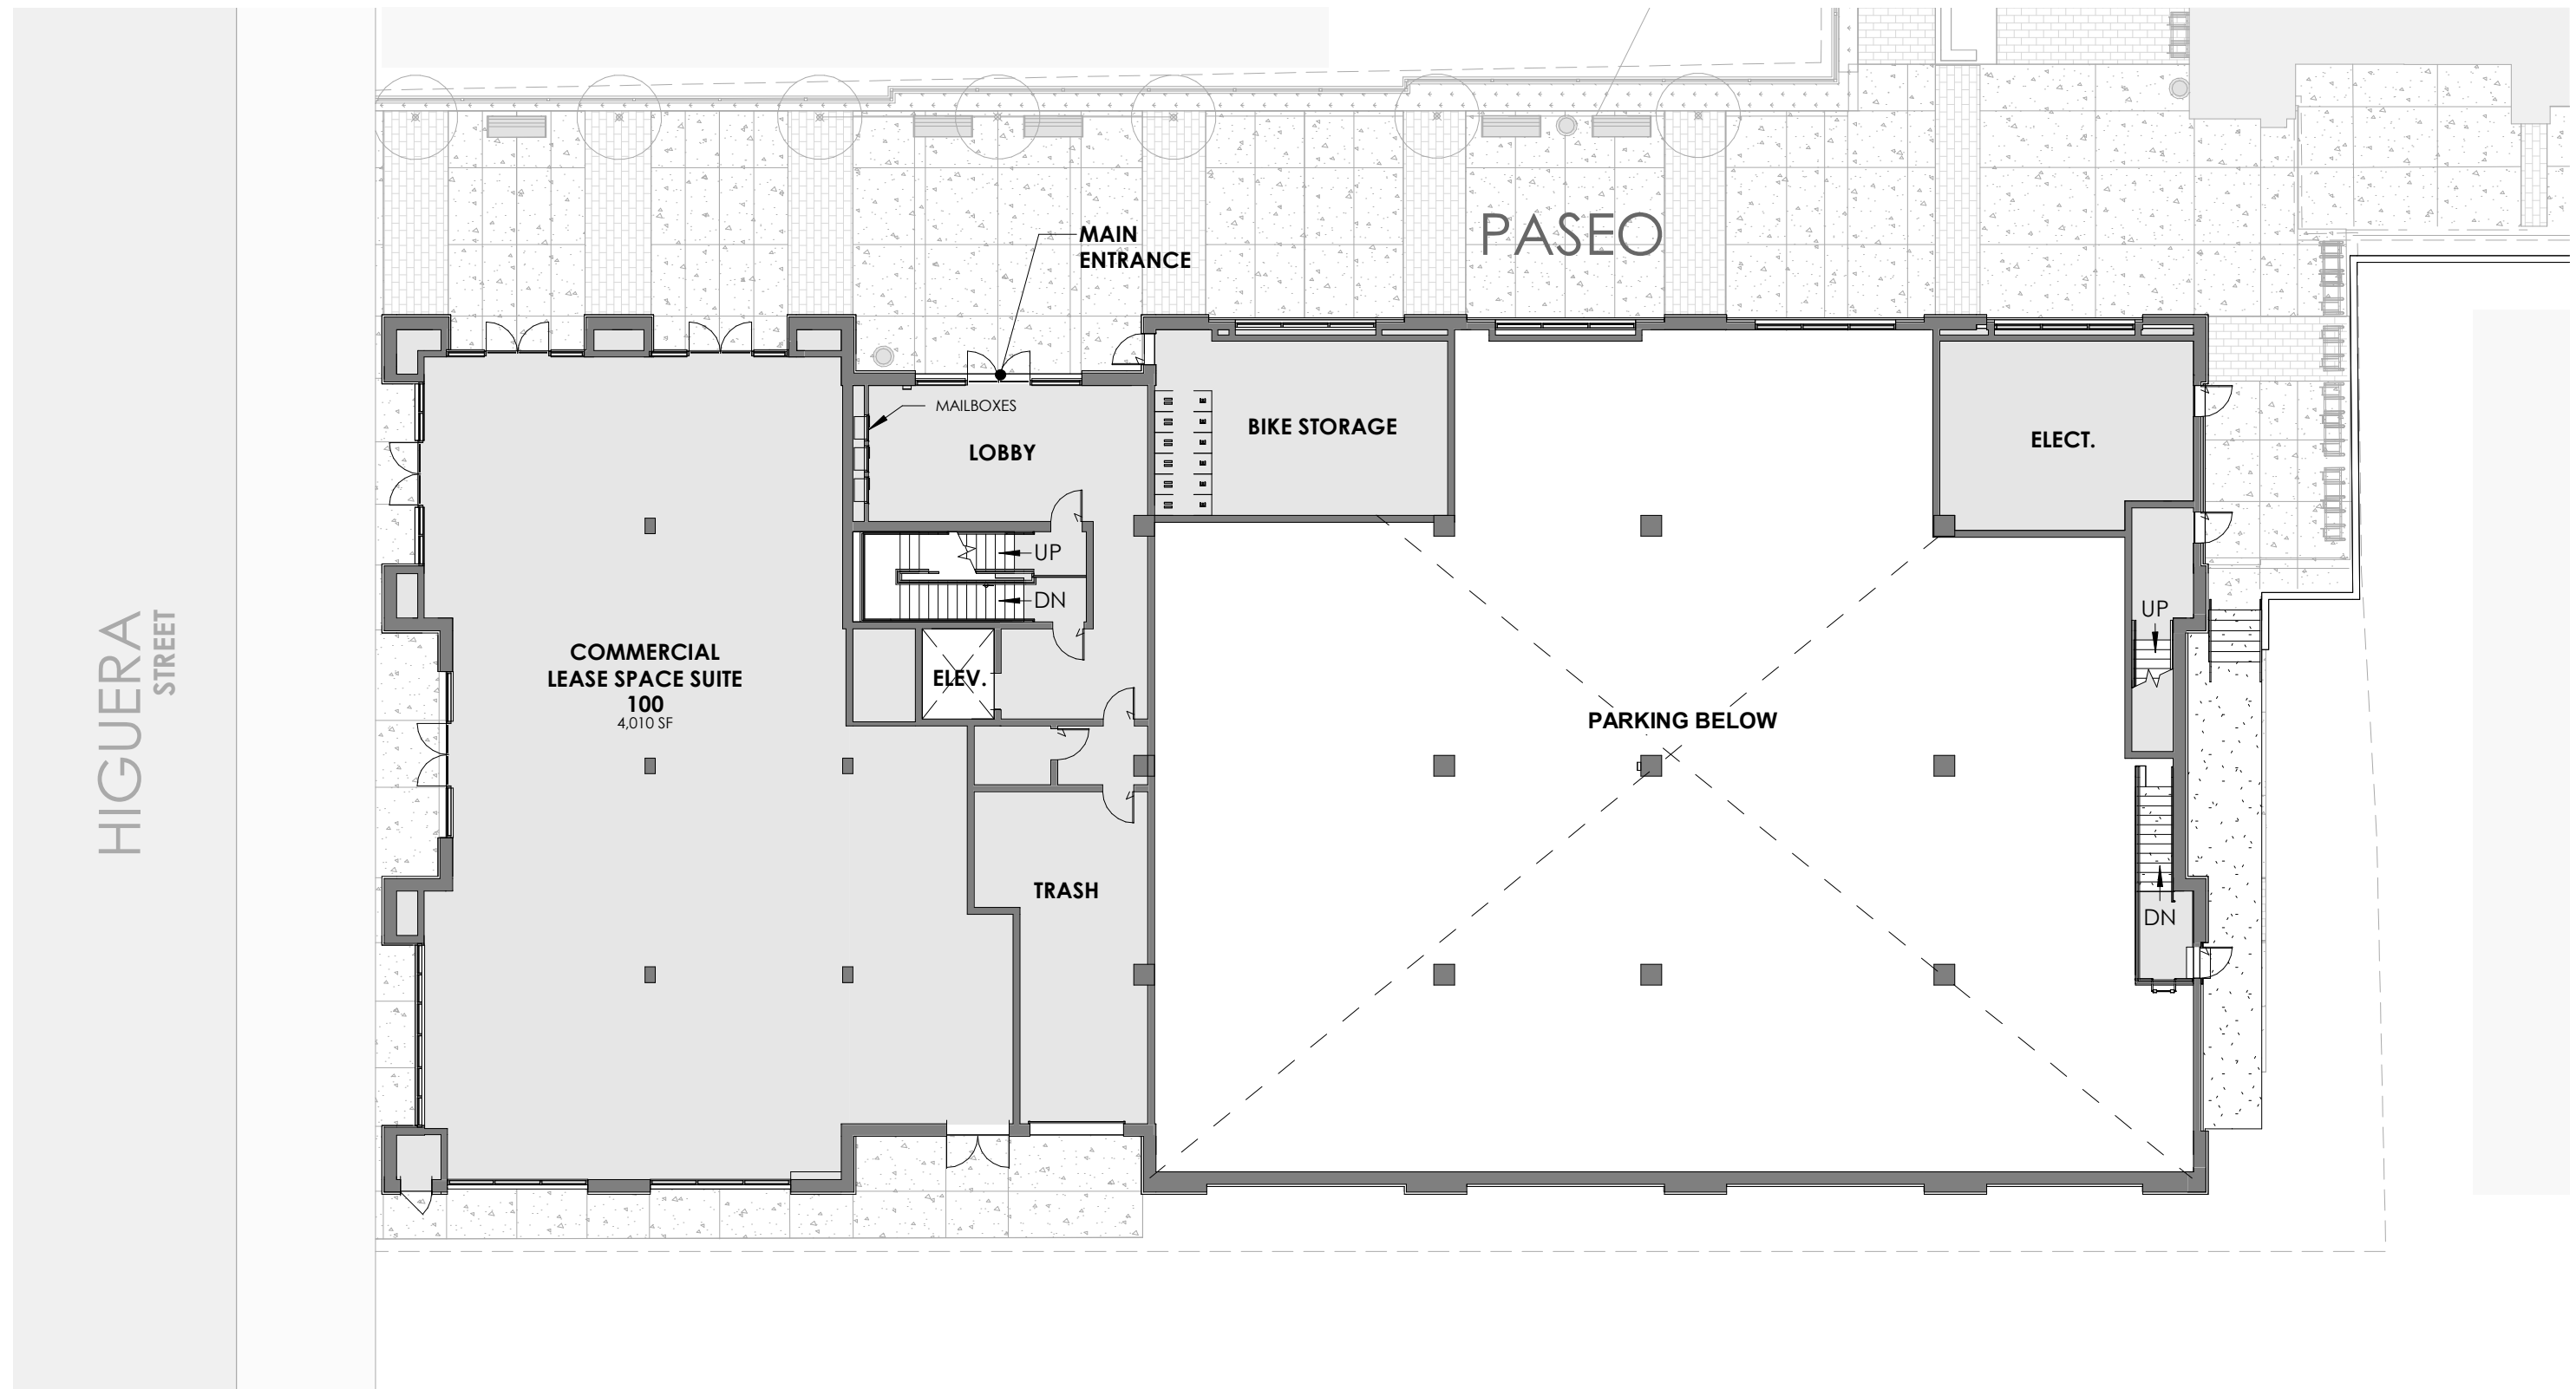 PASEO
MAIN
ENTRANCE
MAILBOXES
LOBBY
BIKE STORAGE
ELECT.
UP
DN
UP
HIGUERA
STREET
COMMERCIAL
LEASE SPACE SUITE
100
4,010 SF
ELEV.
PARKING BELOW
TRASH
DN